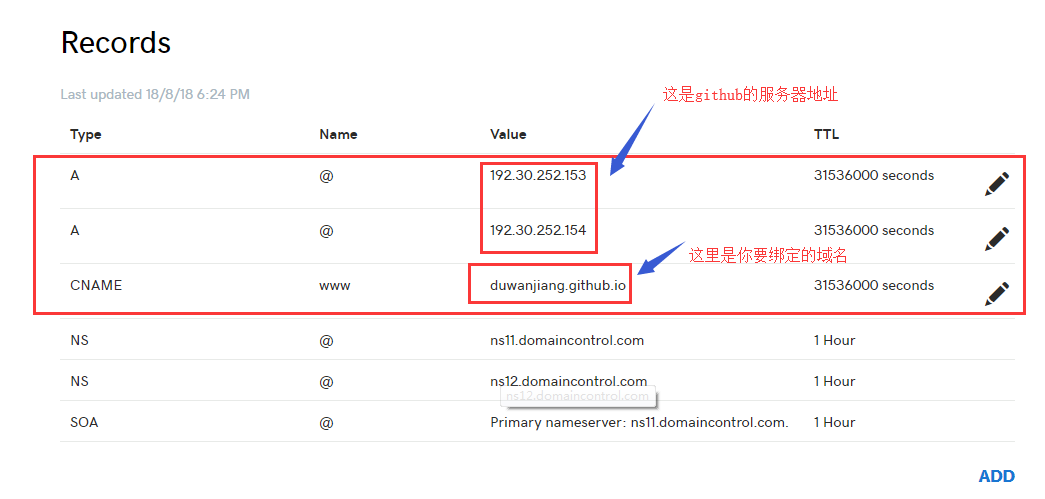 Records
Last updated 18/8/18 6:24 PM
这是github的服务器地址
Type Name Value TTL
A @ 192.30.252.153 31536000 seconds
A @ 192.30.252.154 31536000 seconds
这里是你要绑定的域名
CNAME www duwanjiang.github.io 31536000 seconds
NS @ ns11.domaincontrol.com 1 Hour
NS @ ns12.domaincontrol.com 1 Hour
ns12.domaincontrol.com
SOA @ Primary nameserver: ns11.domaincontrol.com. 1 Hour
ADD